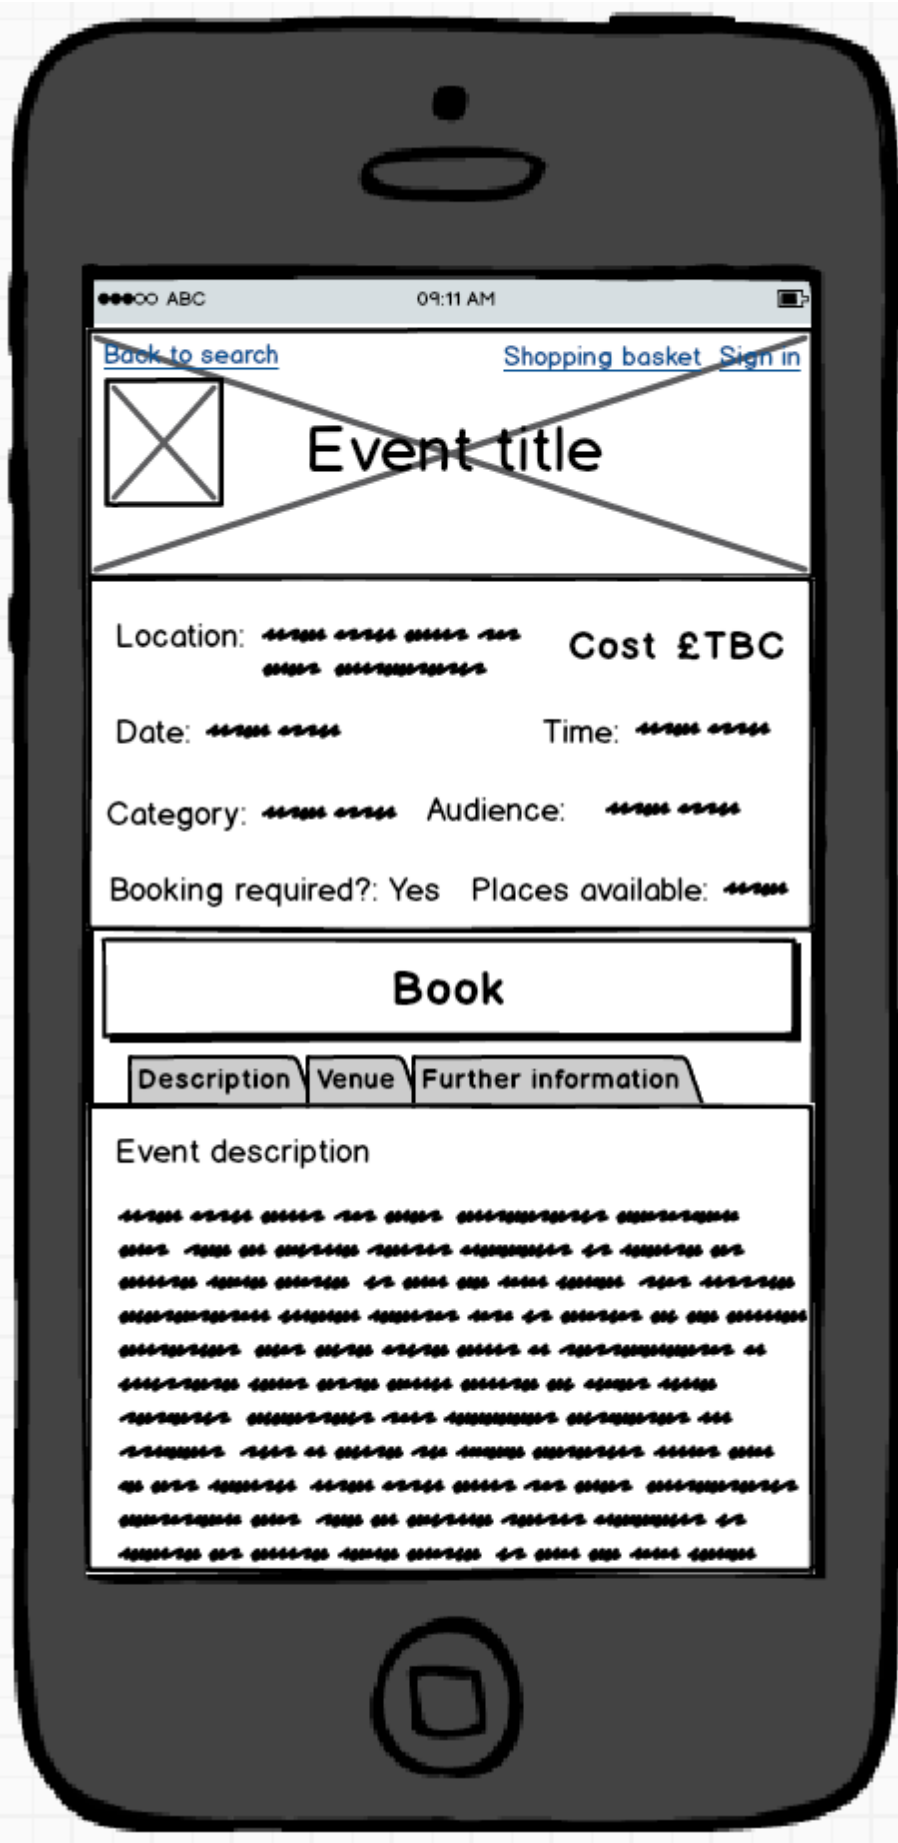 ABC 09:11 AM
Back to search Shopping basket Sign in
Event title
Location: Cost £TBC
Date: Time:
Category: Audience:
Booking required?: Yes Places available:
Book
Description Venue Further information
Event description